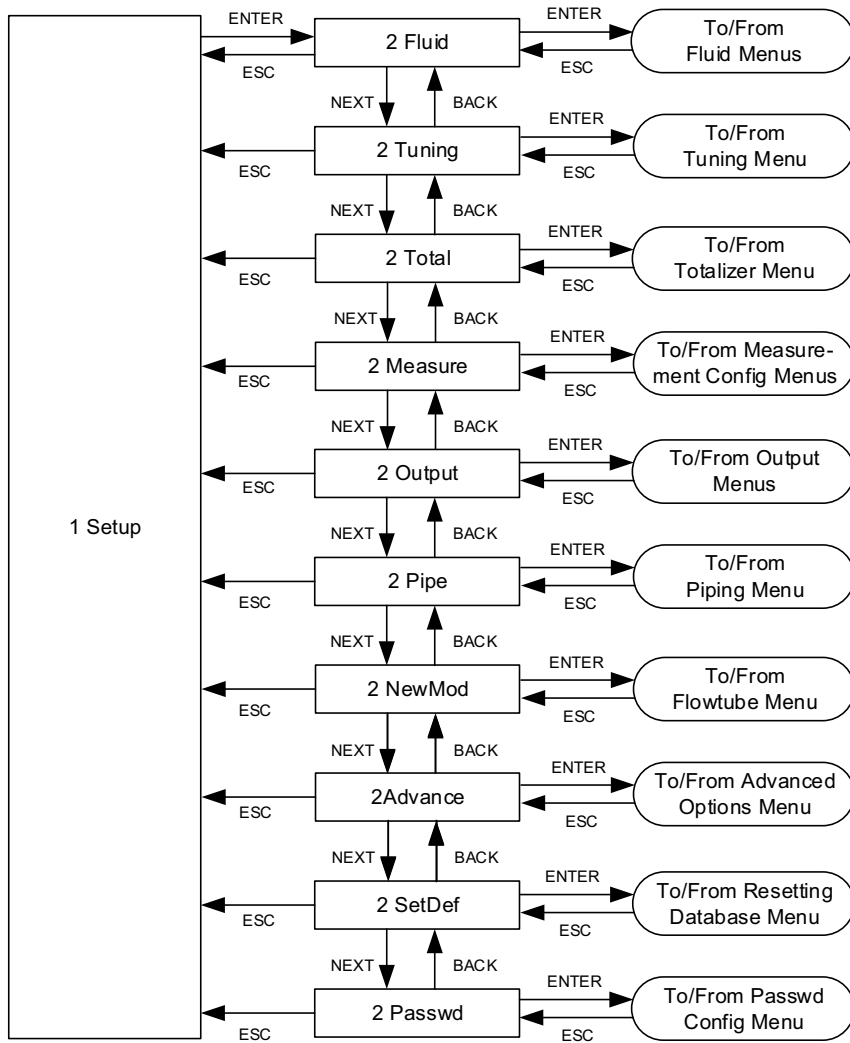 1 Setup
ENTER
ESC
2 Fluid
ENTER
ESC
To/From
Fluid Menus
NEXT
BACK
ESC
2 Tuning
ENTER
ESC
To/From
Tuning Menu
NEXT
BACK
ESC
2 Total
ENTER
ESC
To/From
Totalizer Menu
NEXT
BACK
ESC
2 Measure
ENTER
ESC
To/From Measure-
ment Config Menus
NEXT
BACK
ESC
2 Output
ENTER
ESC
To/From Output
Menus
NEXT
BACK
ESC
2 Pipe
ENTER
ESC
To/From
Piping Menu
NEXT
BACK
ESC
2 NewMod
ENTER
ESC
To/From
Flowtube Menu
NEXT
BACK
ESC
2Advance
ENTER
ESC
To/From Advanced
Options Menu
NEXT
BACK
ESC
2 SetDef
ENTER
ESC
To/From Resetting
Database Menu
NEXT
BACK
ESC
2 Passwd
ENTER
ESC
To/From Passwd
Config Menu